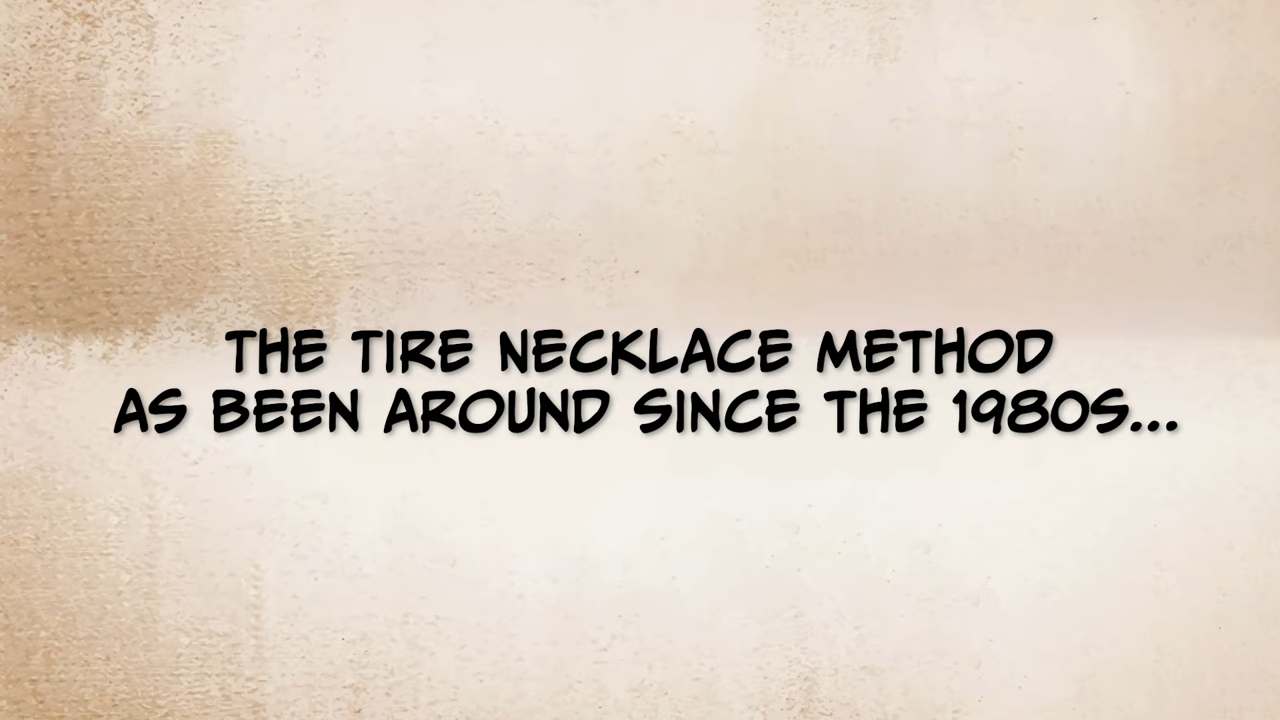 THE TIRE NECKLACE METHOD
AS BEEN AROUND SINCE THE 1980S...